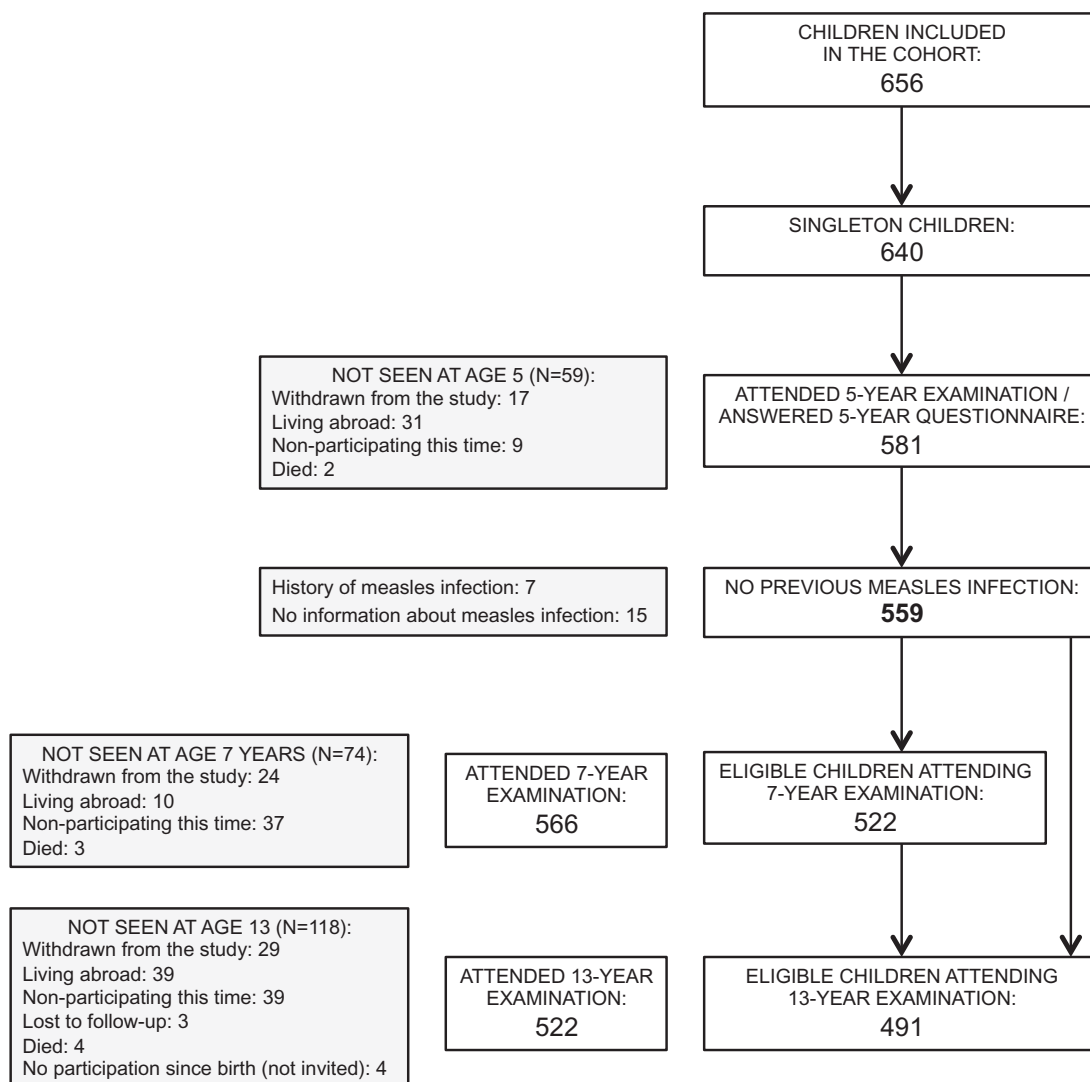 CHILDREN INCLUDED
IN THE COHORT:
656
SINGLETON CHILDREN:
640
NOT SEEN AT AGE 5 (N=59):
Withdrawn from the study: 17
Living abroad: 31
Non-participating this time: 9
Died: 2
ATTENDED 5-YEAR EXAMINATION /
ANSWERED 5-YEAR QUESTIONNAIRE:
581
History of measles infection: 7
No information about measles infection: 15
NO PREVIOUS MEASLES INFECTION:
559
NOT SEEN AT AGE 7 YEARS (N=74):
Withdrawn from the study: 24
Living abroad: 10
Non-participating this time: 37
Died: 3
ATTENDED 7-YEAR
EXAMINATION:
566
ELIGIBLE CHILDREN ATTENDING
7-YEAR EXAMINATION:
522
NOT SEEN AT AGE 13 (N=118):
Withdrawn from the study: 29
Living abroad: 39
Non-participating this time: 39
Lost to follow-up: 3
Died: 4
No participation since birth (not invited): 4
ATTENDED 13-YEAR
EXAMINATION:
522
ELIGIBLE CHILDREN ATTENDING
13-YEAR EXAMINATION:
491